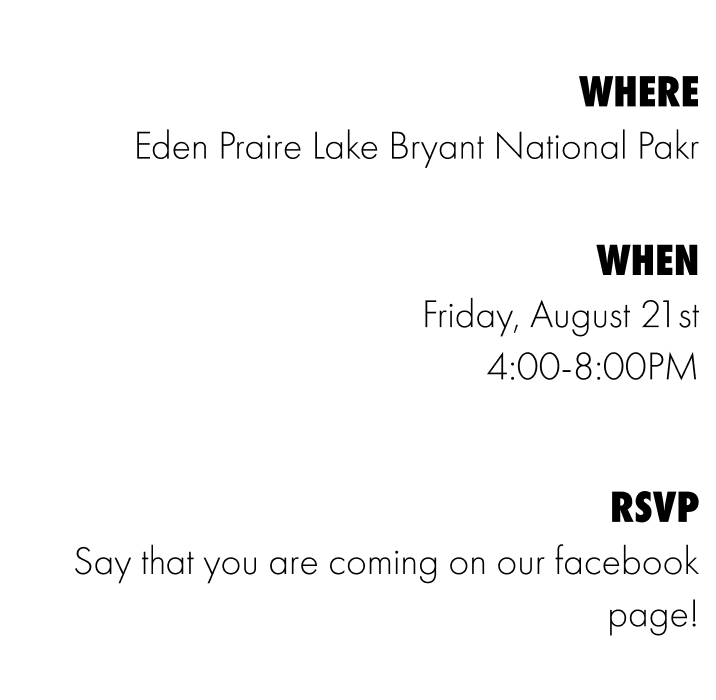 WHERE
Eden Praire Lake Bryant National Pakr
WHEN
Friday, August 21st
4:00-8:00PM
RSVP
Say that you are coming on our facebook
page!